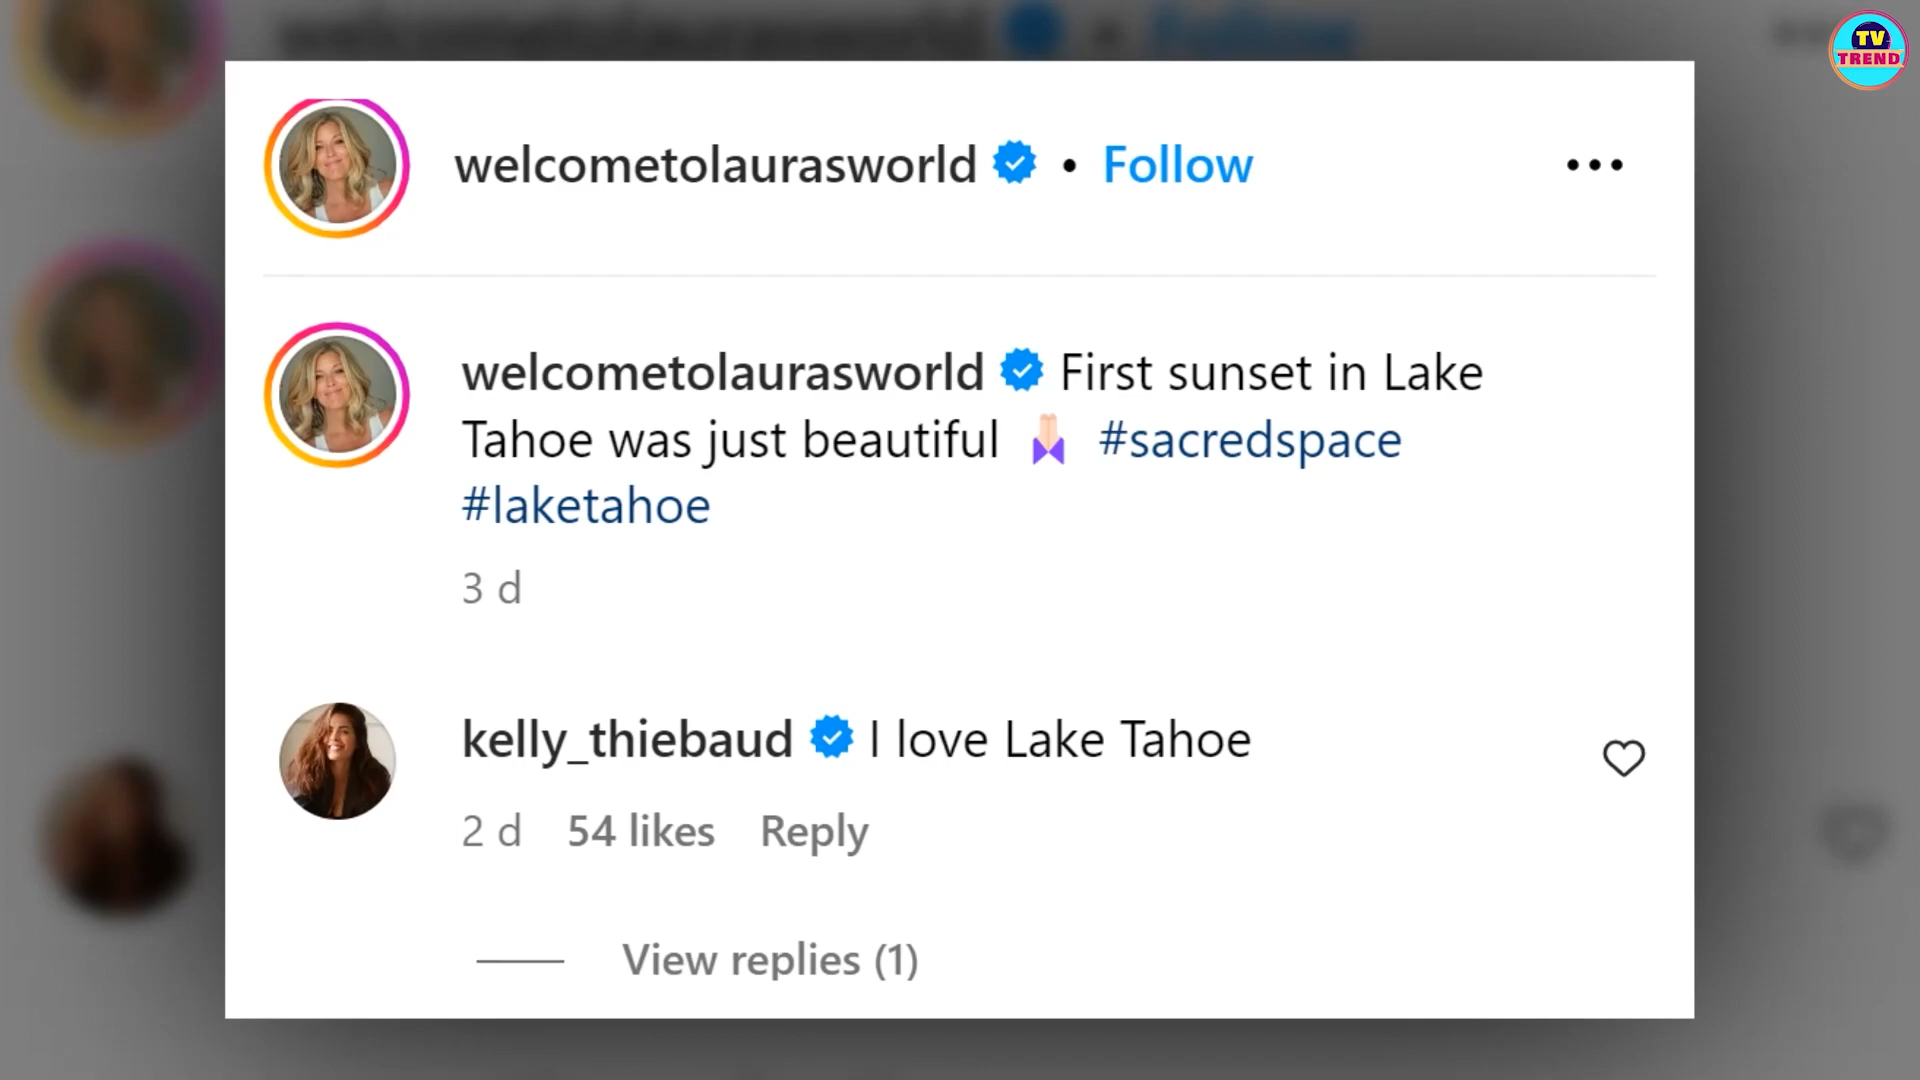 TV
TREND
welcometolaurasworld • Follow
welcometolaurasworld First sunset in Lake
Tahoe was just beautiful 🙏🏻 #sacredspace
#laketahoe
3 d
kelly_thiebaud I love Lake Tahoe
2 d 54 likes Reply
View replies (1)